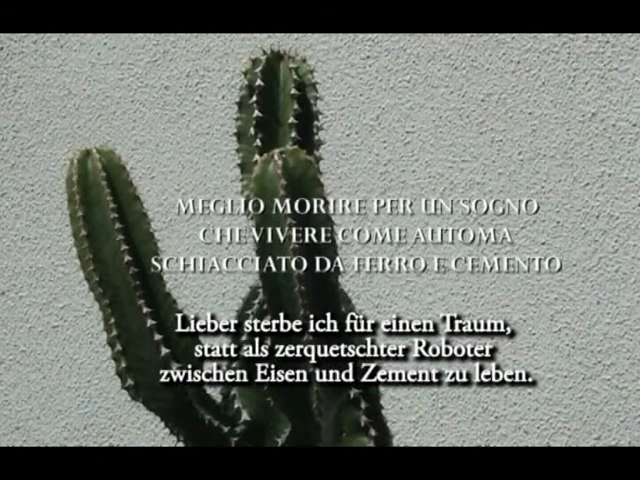 MEGLIO MORIRE PER UN SOGNO
CHE VIVERE COME AUTOMA
SCHIACCIATO DA FERRO E CEMENTO
Lieber sterbe ich für einen Traum,
statt als zerquetschter Roboter
zwischen Eisen und Zement zu leben.